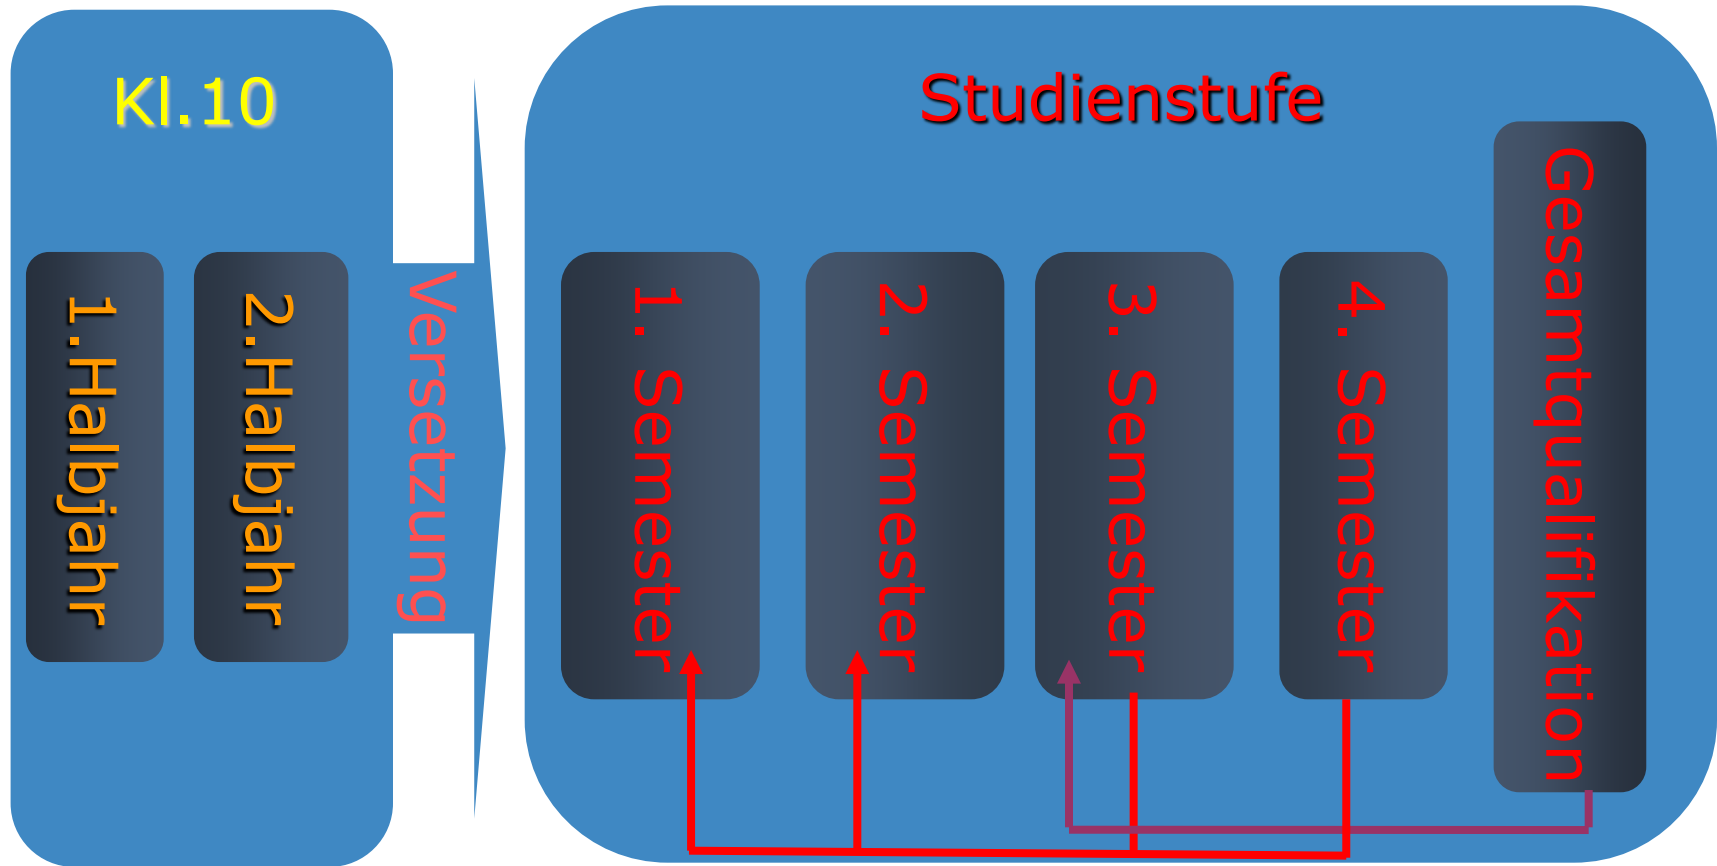 Kl.10
1.Halbjahr
2.Halbjahr
Versetzung
Studienstufe
1. Semester
2. Semester
3. Semester
4. Semester
Gesamtqualifikation